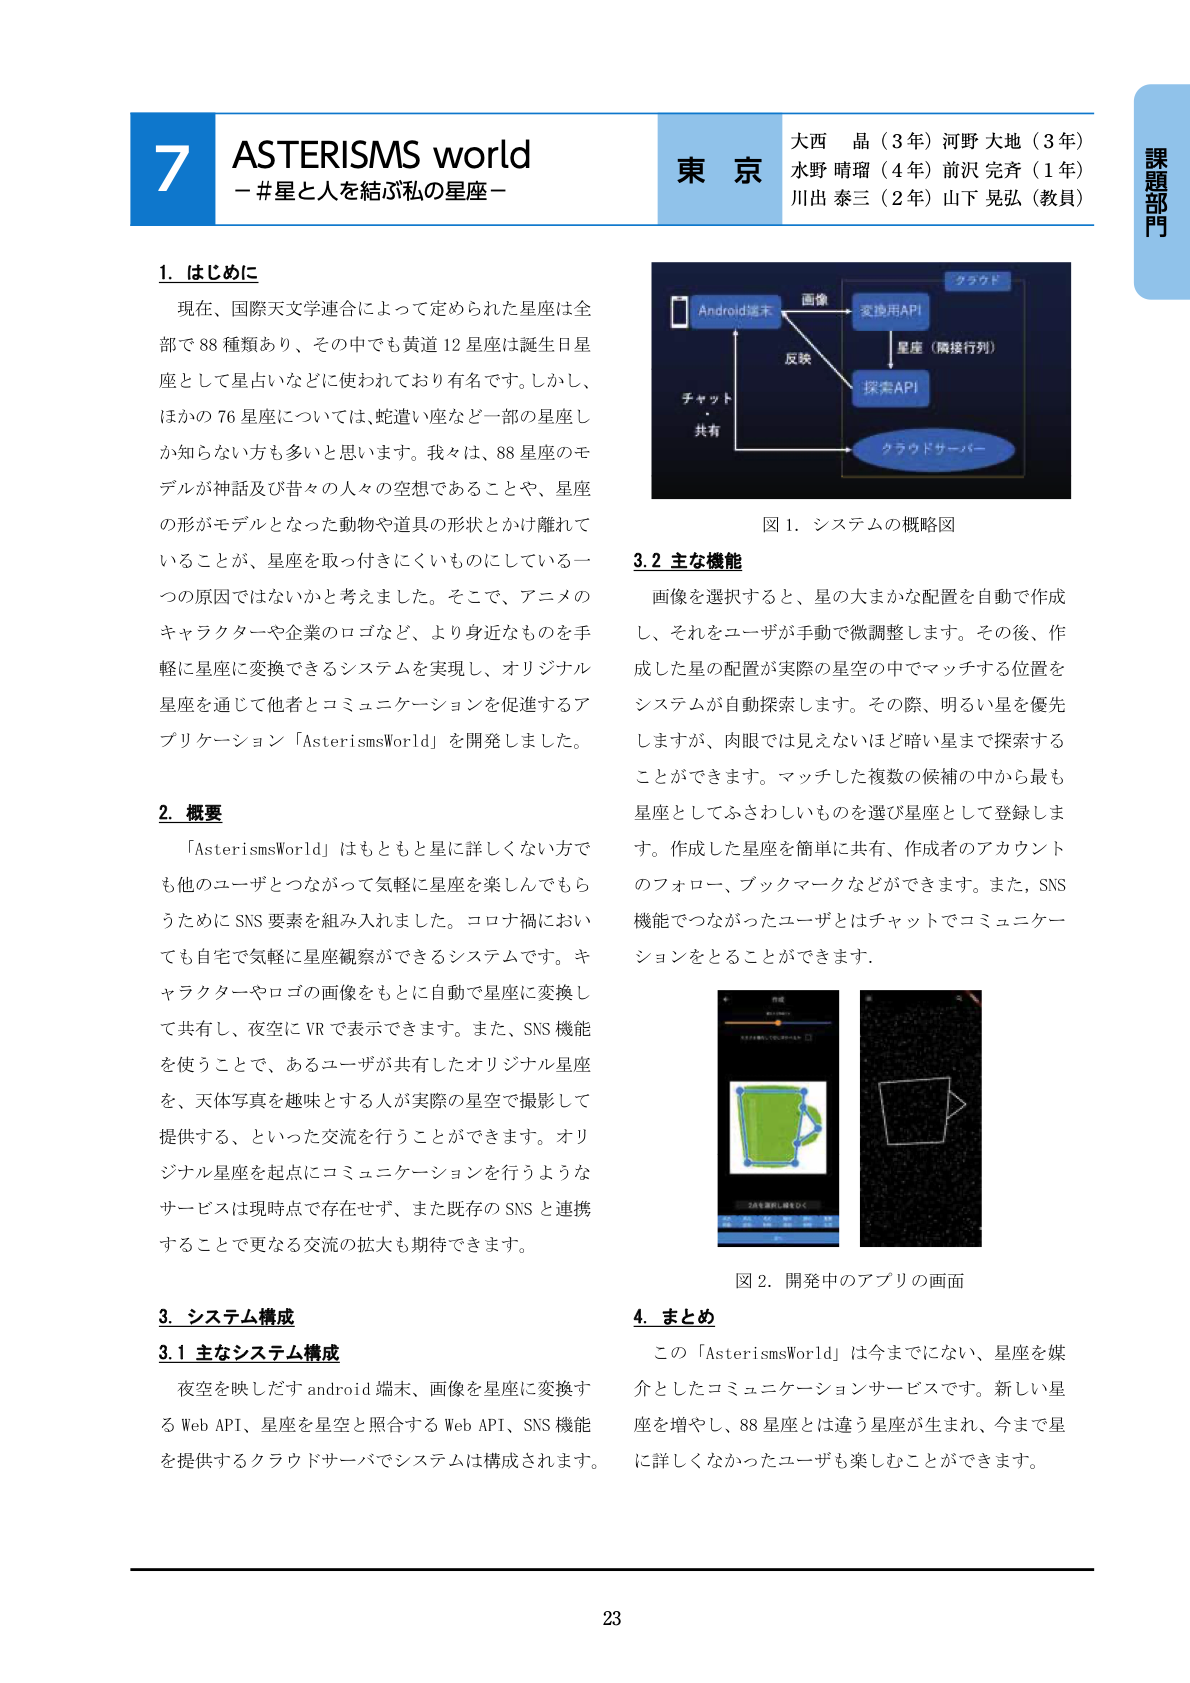 7
ASTERISMS world
－＃星と人を結ぶ私の星座－
東　京
大西　晶（３年）河野 大地（３年）
水野 晴瑠（４年）前沢 完斉（１年）
川出 泰三（２年）山下 晃弘（教員）
課題部門
1. はじめに
現在、国際天文学連合によって定められた星座は全
部で 88 種類あり、その中でも黄道 12 星座は誕生日星
座として星占いなどに使われており有名です。しかし、
ほかの 76 星座については、蛇遣い座など一部の星座し
か知らない方も多いと思います。我々は、88 星座のモ
デルが神話及び昔々の人々の空想であることや、星座
の形がモデルとなった動物や道具の形状とかけ離れて
いることが、星座を取っ付きにくいものにしている一
つの原因ではないかと考えました。そこで、アニメの
キャラクターや企業のロゴなど、より身近なものを手
軽に星座に変換できるシステムを実現し、オリジナル
星座を通じて他者とコミュニケーションを促進するア
プリケーション「AsterismsWorld」を開発しました。
2. 概要
「AsterismsWorld」はもともと星に詳しくない方で
も他のユーザとつながって気軽に星座を楽しんでもら
うために SNS 要素を組み入れました。コロナ禍におい
ても自宅で気軽に星座観察ができるシステムです。キ
ャラクターやロゴの画像をもとに自動で星座に変換し
て共有し、夜空に VR で表示できます。また、SNS 機能
を使うことで、あるユーザが共有したオリジナル星座
を、天体写真を趣味とする人が実際の星空で撮影して
提供する、といった交流を行うことができます。オリ
ジナル星座を起点にコミュニケーションを行うような
サービスは現時点で存在せず、また既存の SNS と連携
することで更なる交流の拡大も期待できます。
3. システム構成
3.1 主なシステム構成
夜空を映しだす android 端末、画像を星座に変換す
る Web API、星座を星空と照合する Web API、SNS 機能
を提供するクラウドサーバでシステムは構成されます。
クラウド
Android端末
画像
変換用API
反映
星座（隣接行列）
探索API
チャット
・
共有
クラウドサーバー
図 1. システムの概略図
3.2 主な機能
画像を選択すると、星の大まかな配置を自動で作成
し、それをユーザが手動で微調整します。その後、作
成した星の配置が実際の星空の中でマッチする位置を
システムが自動探索します。その際、明るい星を優先
しますが、肉眼では見えないほど暗い星まで探索する
ことができます。マッチした複数の候補の中から最も
星座としてふさわしいものを選び星座として登録しま
す。作成した星座を簡単に共有、作成者のアカウント
のフォロー、ブックマークなどができます。また, SNS
機能でつながったユーザとはチャットでコミュニケー
ションをとることができます.
作成
2点を選択し線をひく
図 2. 開発中のアプリの画面
4. まとめ
この「AsterismsWorld」は今までにない、星座を媒
介としたコミュニケーションサービスです。新しい星
座を増やし、88 星座とは違う星座が生まれ、今まで星
に詳しくなかったユーザも楽しむことができます。
23